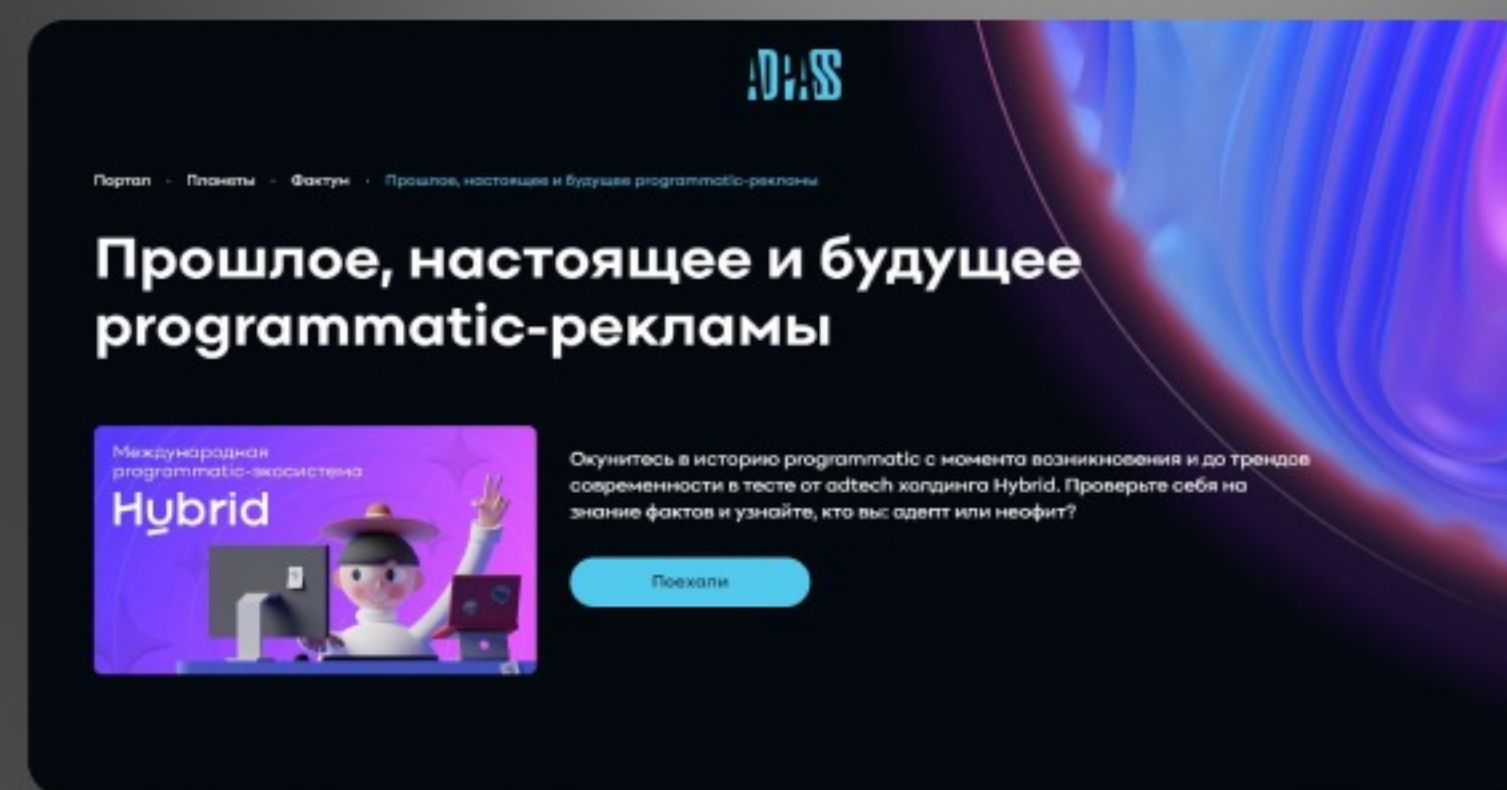 ADPASS
Портал - Планеты - Фактум · Прошлое, настоящее и будущее programmatic-рекламы
Прошлое, настоящее и будущее
programmatic-рекламы
Международная
programmatic-экосистема
Hybrid
Окунитесь в историю programmatic с момента возникновения и до трендов
современности в тесте от adtech холдинга Hybrid. Проверьте себя на
знание фактов и узнайте, кто вы: адепт или неофит?
Поехали